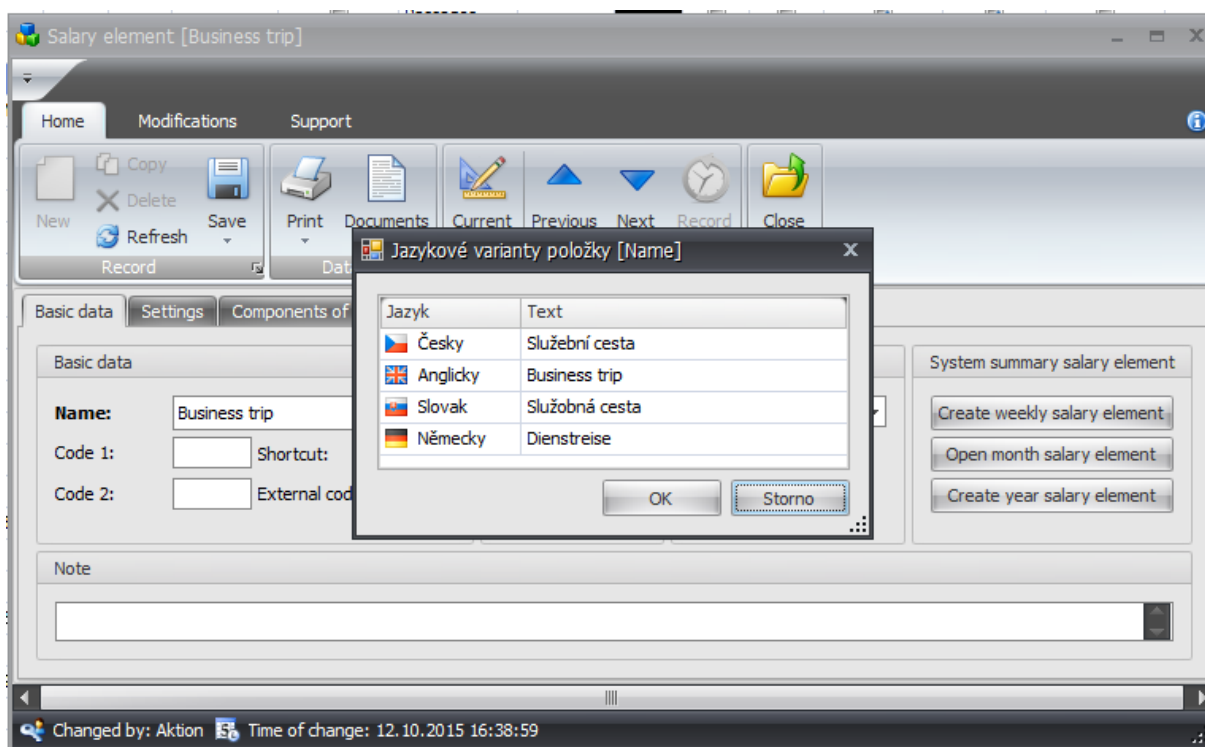 Salary element [Business trip]
Home Modifications Support
New Copy Delete Refresh Save Print Documents Current Previous Next Record Close
Record
Jazykové varianty položky [Name]
Jazyk Text
Česky Služební cesta
Anglicky Business trip
Slovak Služobná cesta
Německy Dienstreise
OK Storno
Basic data Settings Components of
Basic data
Name: Business trip
Code 1: Shortcut:
Code 2: External cod
System summary salary element
Create weekly salary element
Open month salary element
Create year salary element
Note
Changed by: Aktion Time of change: 12.10.2015 16:38:59